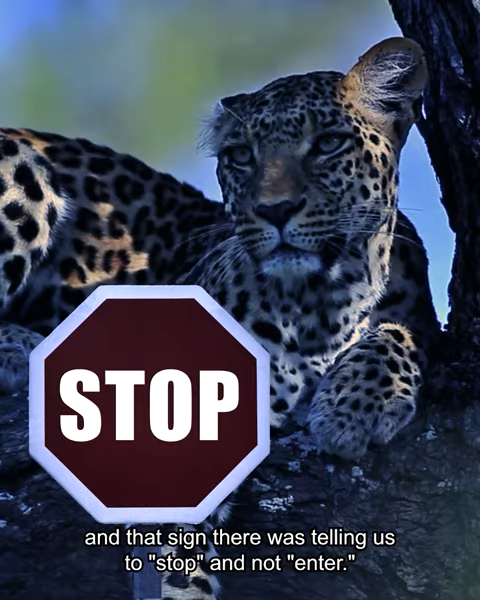 STOP
and that sign there was telling us
to "stop" and not "enter."